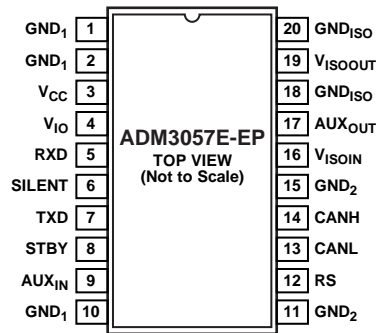 GND1 1
GND1 2
VCC 3
VIO 4
RXD 5
SILENT 6
TXD 7
STBY 8
AUXIN 9
GND1 10
ADM3057E-EP
TOP VIEW
(Not to Scale)
20 GNDISO
19 VISOOUT
18 GNDISO
17 AUXOUT
16 VISOIN
15 GND2
14 CANH
13 CANL
12 RS
11 GND2